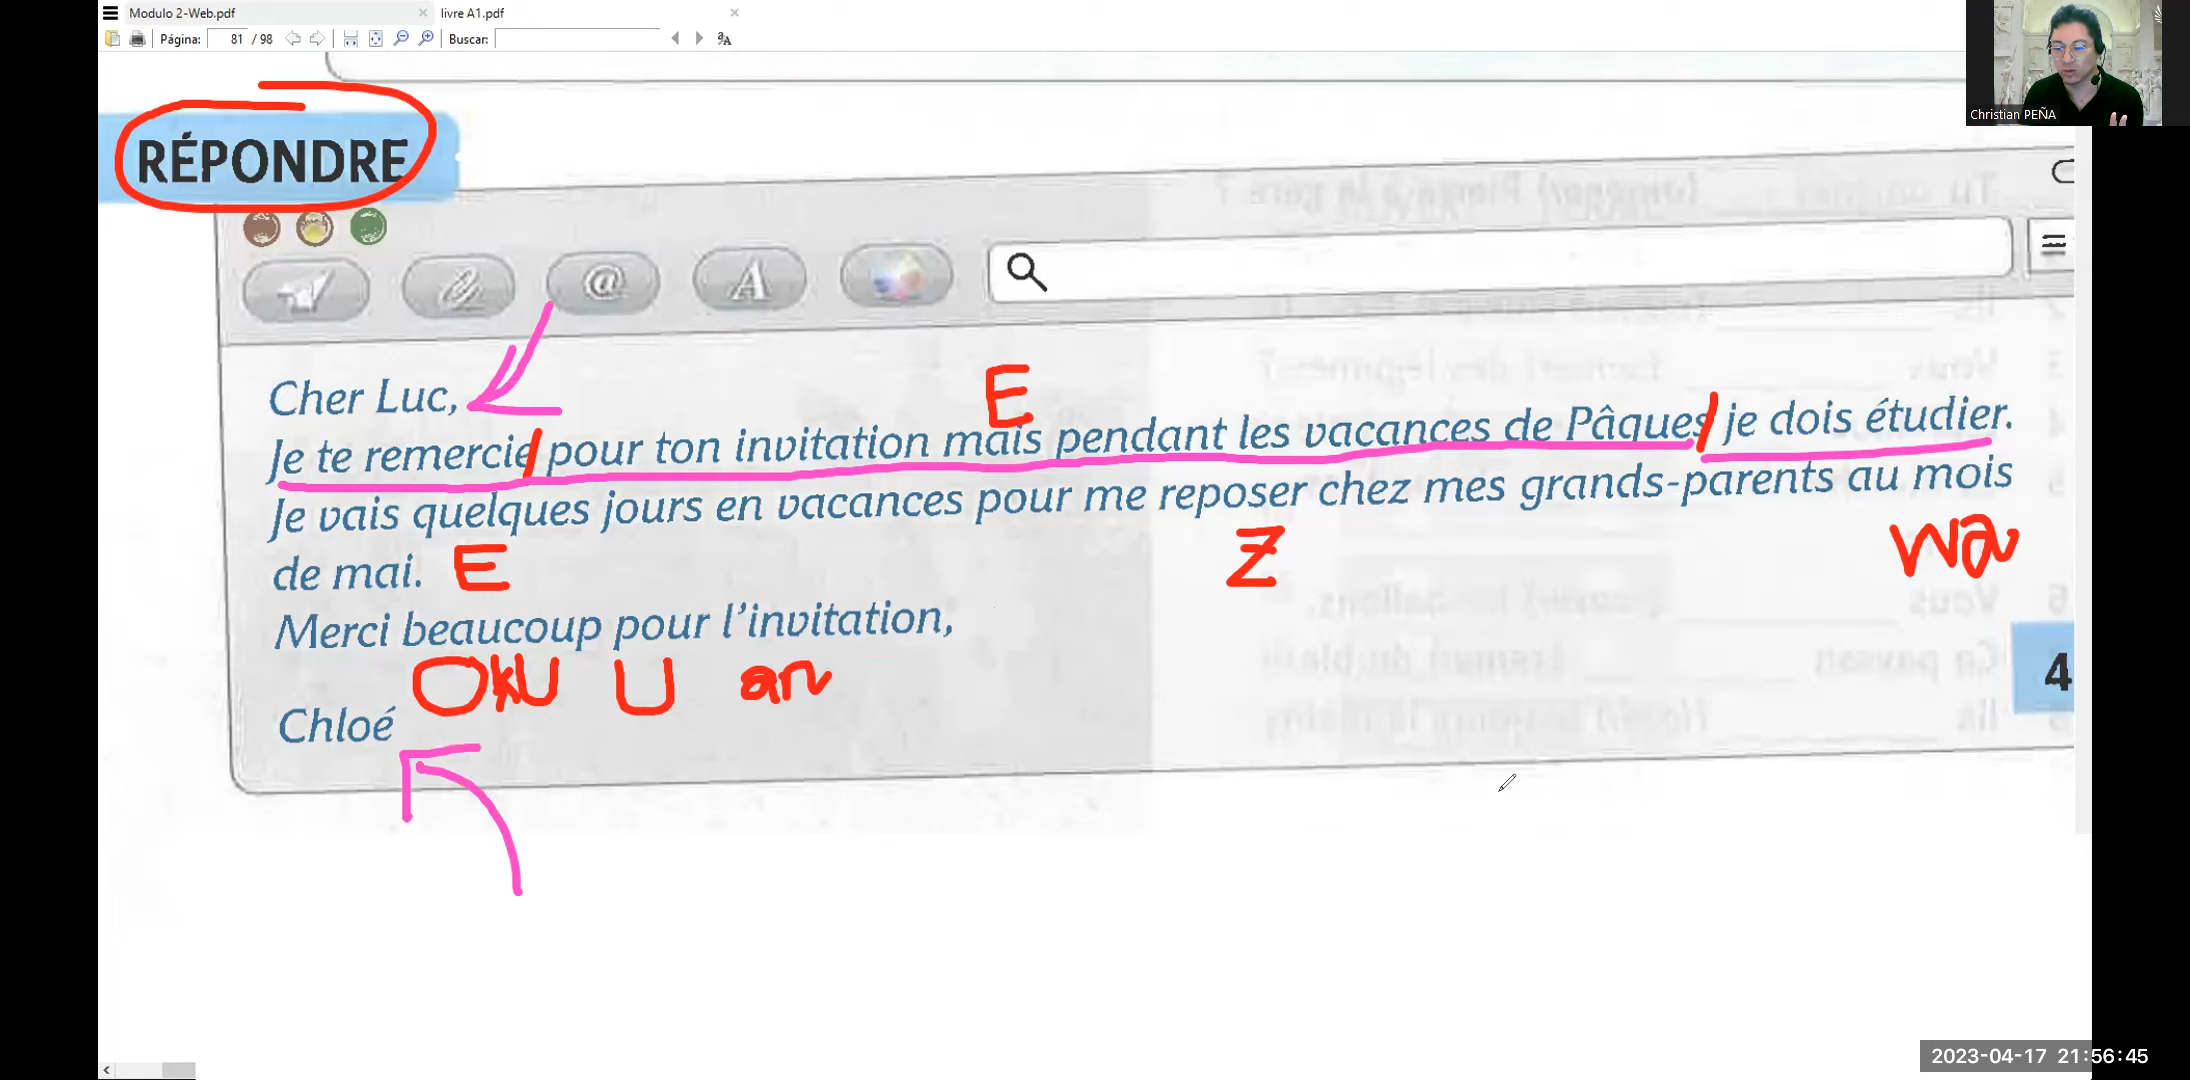 Modulo 2-Web.pdf × livre A1.pdf ×
Página: 81 / 98 Buscar:
Christian PEÑA
RÉPONDRE
@ A
Cher Luc,
E
Je te remercie/pour ton invitation mais pendant les vacances de Pâques/je dois étudier.
Je vais quelques jours en vacances pour me reposer chez mes grands-parents au mois
Z wa
de mai. E
Merci beaucoup pour l'invitation,
OkU U an
4
Chloé
2023-04-17 21:56:45